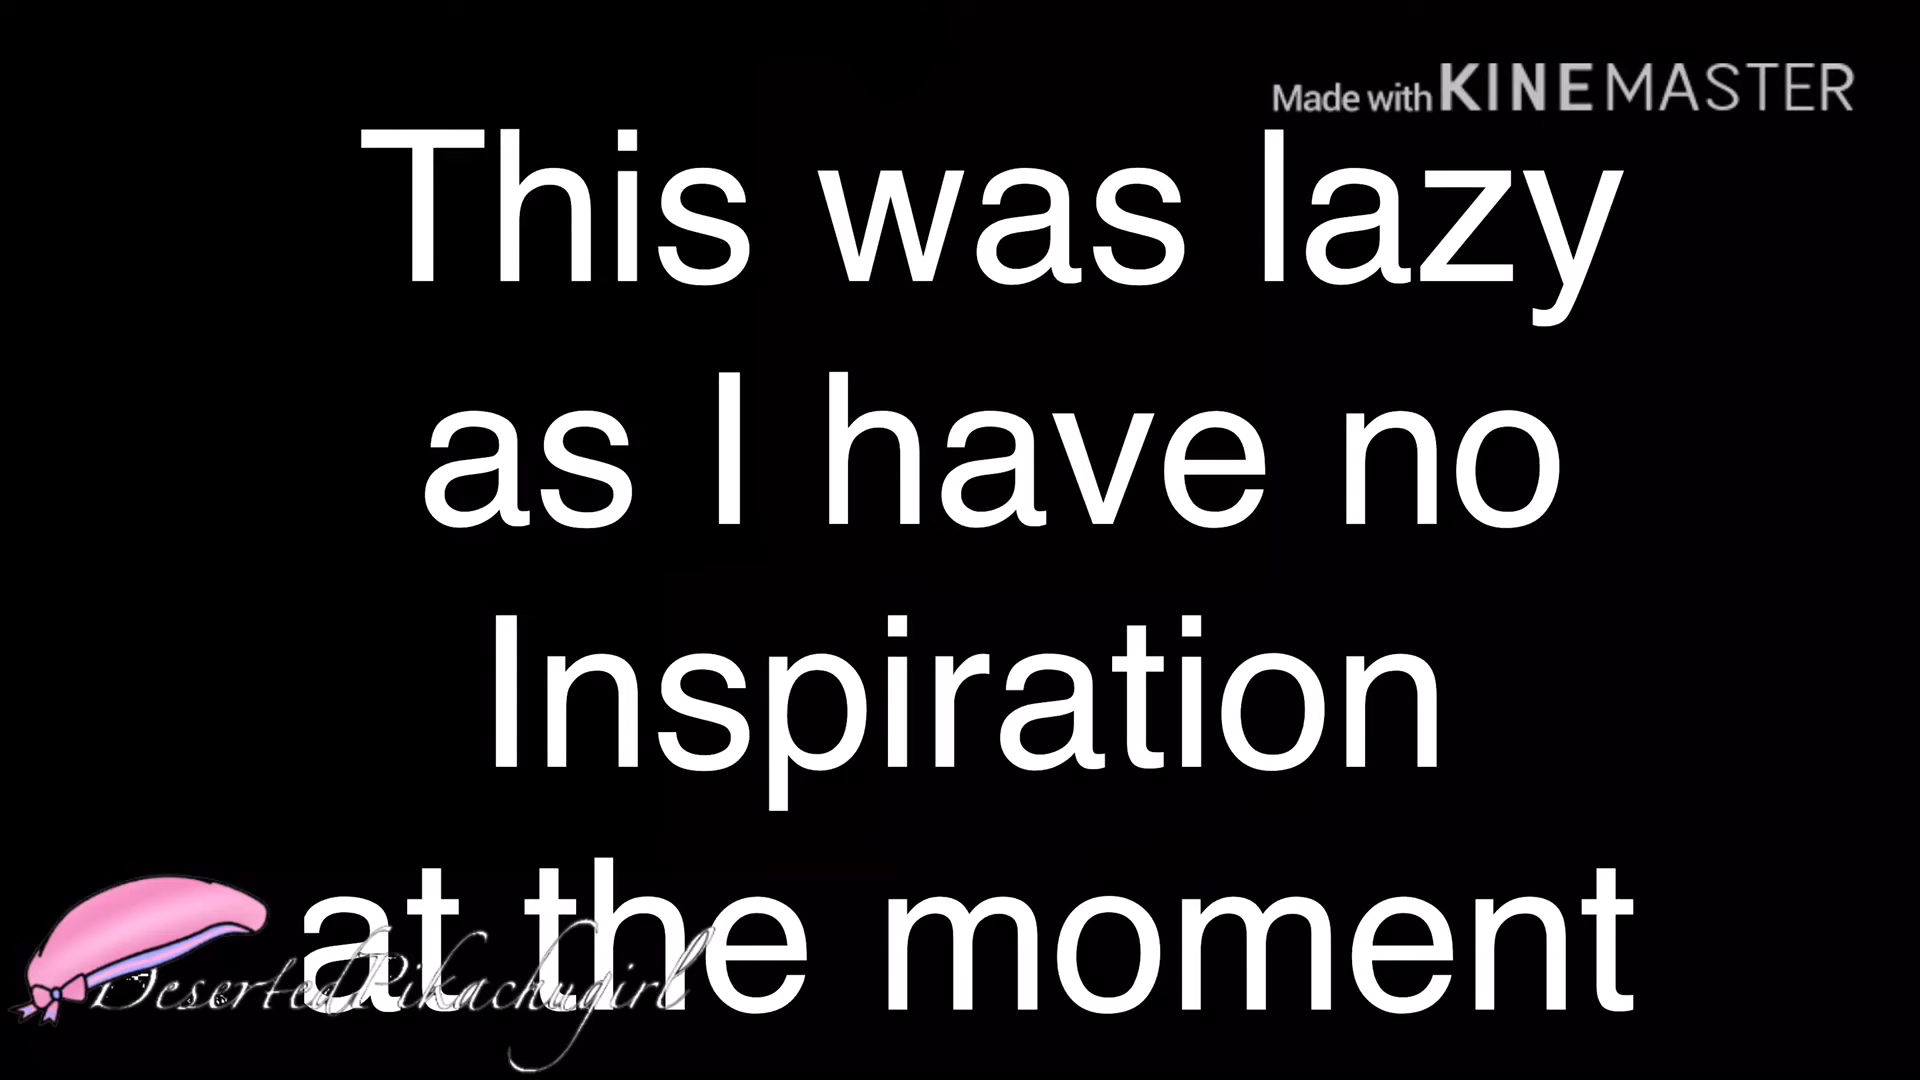 Made with KINEMASTER
This was lazy
as I have no
Inspiration
at the moment
DesertedPikachugirl